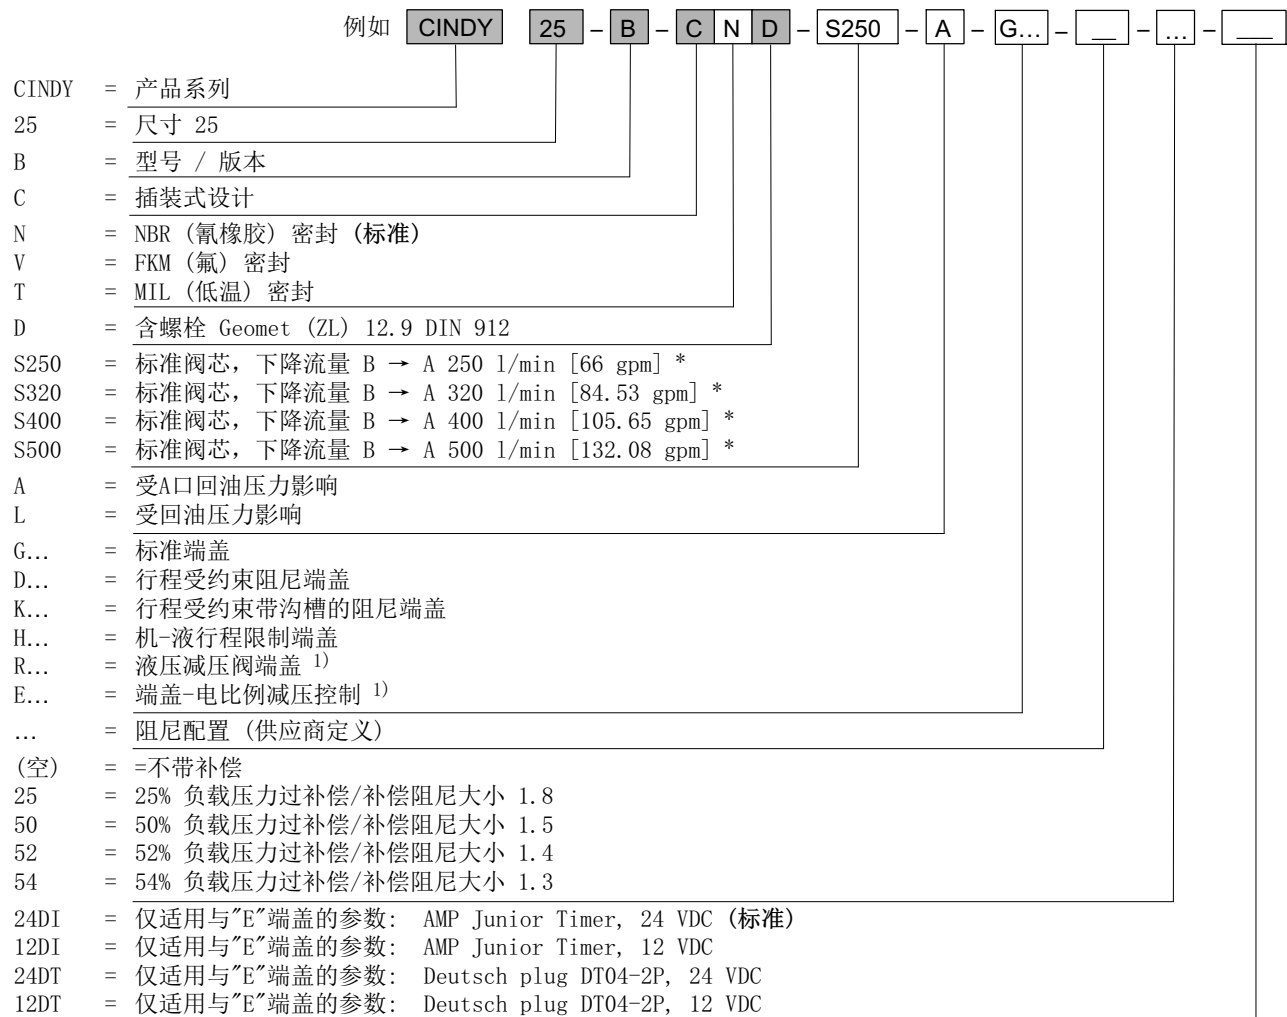 例如 CINDY 25 – B – C N D – S250 – A – G... – __ – ... – ___
CINDY = 产品系列
25 = 尺寸 25
B = 型号 / 版本
C = 插装式设计
N = NBR (氰橡胶) 密封 (标准)
V = FKM (氟) 密封
T = MIL (低温) 密封
D = 含螺栓 Geomet (ZL) 12.9 DIN 912
S250 = 标准阀芯, 下降流量 B → A 250 l/min [66 gpm] *
S320 = 标准阀芯, 下降流量 B → A 320 l/min [84.53 gpm] *
S400 = 标准阀芯, 下降流量 B → A 400 l/min [105.65 gpm] *
S500 = 标准阀芯, 下降流量 B → A 500 l/min [132.08 gpm] *
A = 受A口回油压力影响
L = 受回油压力影响
G... = 标准端盖
D... = 行程受约束阻尼端盖
K... = 行程受约束带沟槽的阻尼端盖
H... = 机-液行程限制端盖
R... = 液压减压阀端盖 1)
E... = 端盖-电比例减压控制 1)
... = 阻尼配置 (供应商定义)
(空) = =不带补偿
25 = 25% 负载压力过补偿/补偿阻尼大小 1.8
50 = 50% 负载压力过补偿/补偿阻尼大小 1.5
52 = 52% 负载压力过补偿/补偿阻尼大小 1.4
54 = 54% 负载压力过补偿/补偿阻尼大小 1.3
24DI = 仅适用与"E"端盖的参数: AMP Junior Timer, 24 VDC (标准)
12DI = 仅适用与"E"端盖的参数: AMP Junior Timer, 12 VDC
24DT = 仅适用与"E"端盖的参数: Deutsch plug DT04-2P, 24 VDC
12DT = 仅适用与"E"端盖的参数: Deutsch plug DT04-2P, 12 VDC